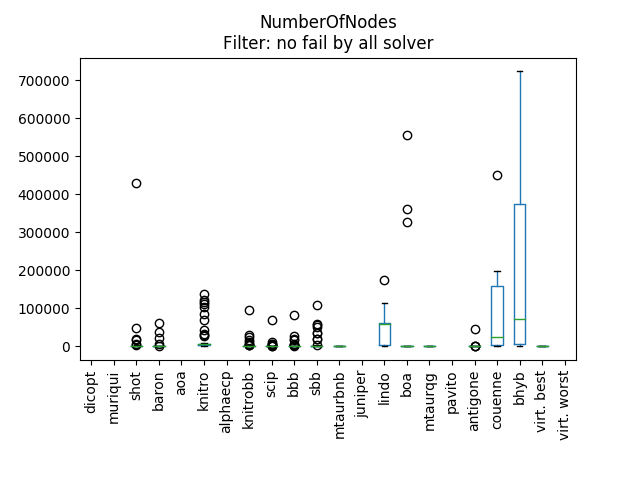 NumberOfNodes
Filter: no fail by all solver
700000
600000
500000
400000
300000
200000
100000
0
dicopt
muriqui
shot
baron
aoa
knitro
alphaecp
knitrobb
scip
bbb
sbb
mtaurbnb
juniper
lindo
boa
mtaurqg
pavito
antigone
couenne
bhyb
virt. best
virt. worst